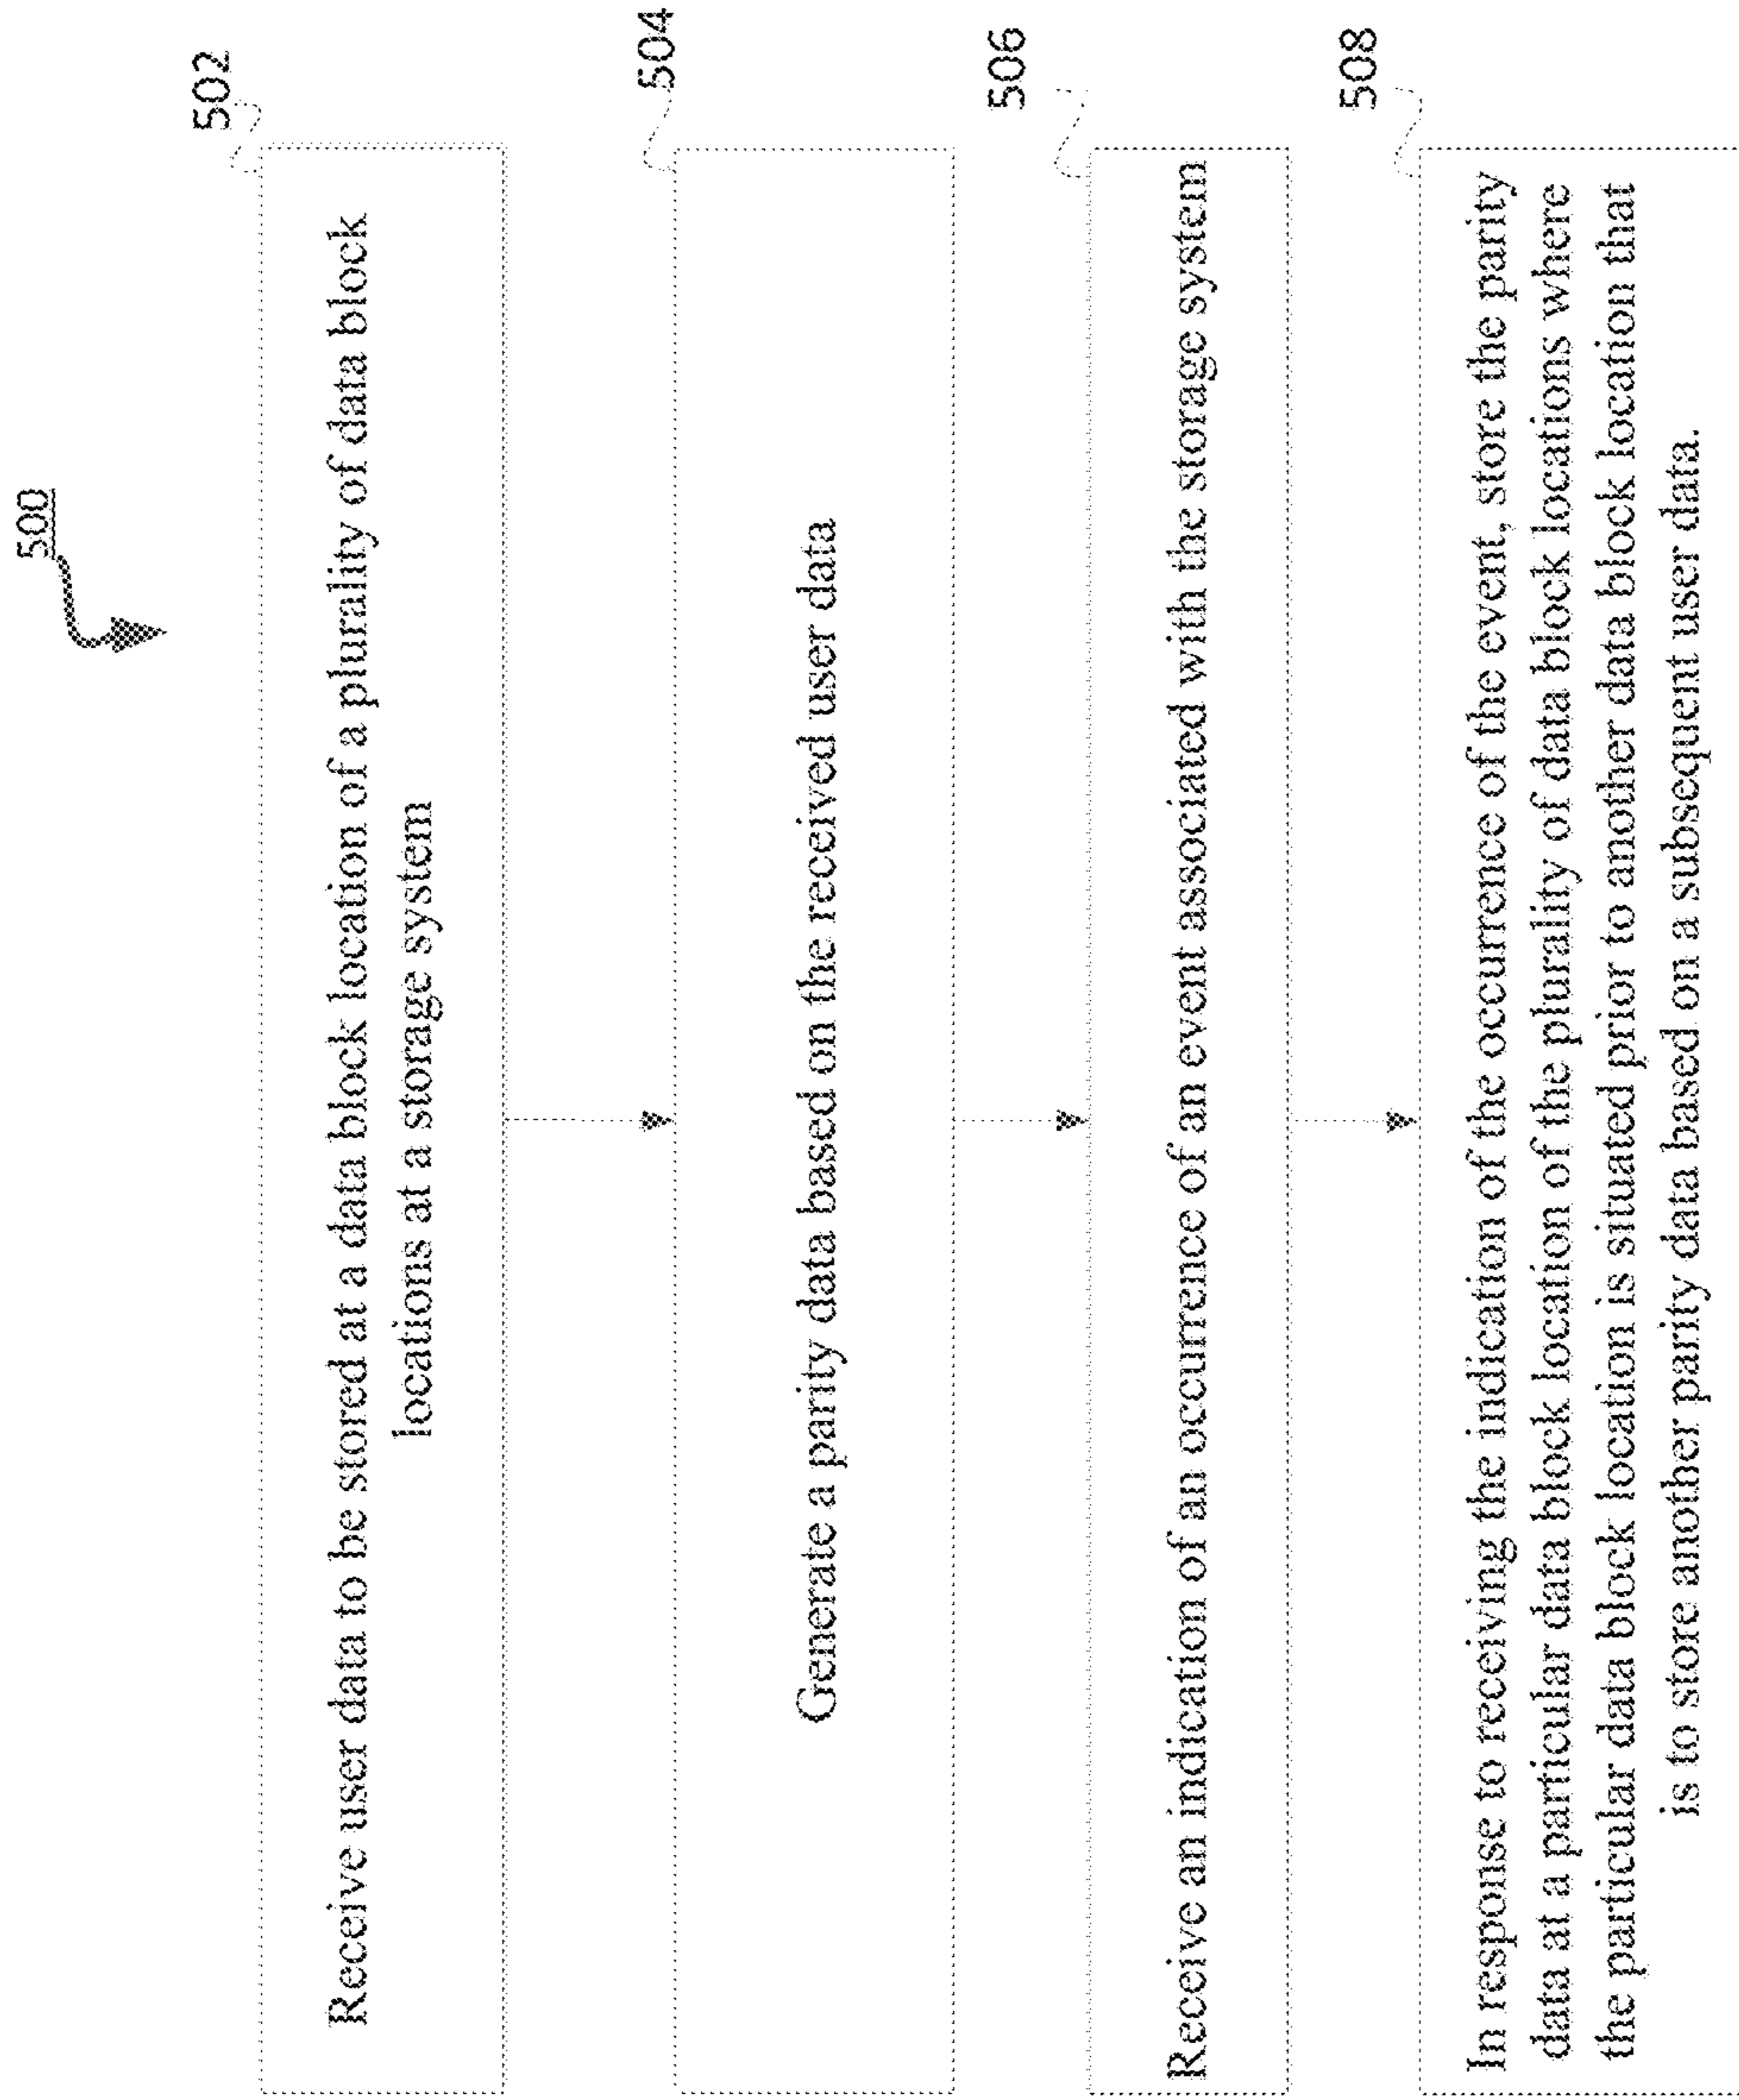 500
502
Receive user data to be stored at a data block location of a plurality of data block
locations at a storage system
504
Generate a parity data based on the received user data
506
Receive an indication of an occurrence of an event associated with the storage system
508
In response to receiving the indication of the occurrence of the event, store the parity
data at a particular data block location of the plurality of data block locations where
the particular data block location is situated prior to another data block location that
is to store another parity data based on a subsequent user data.